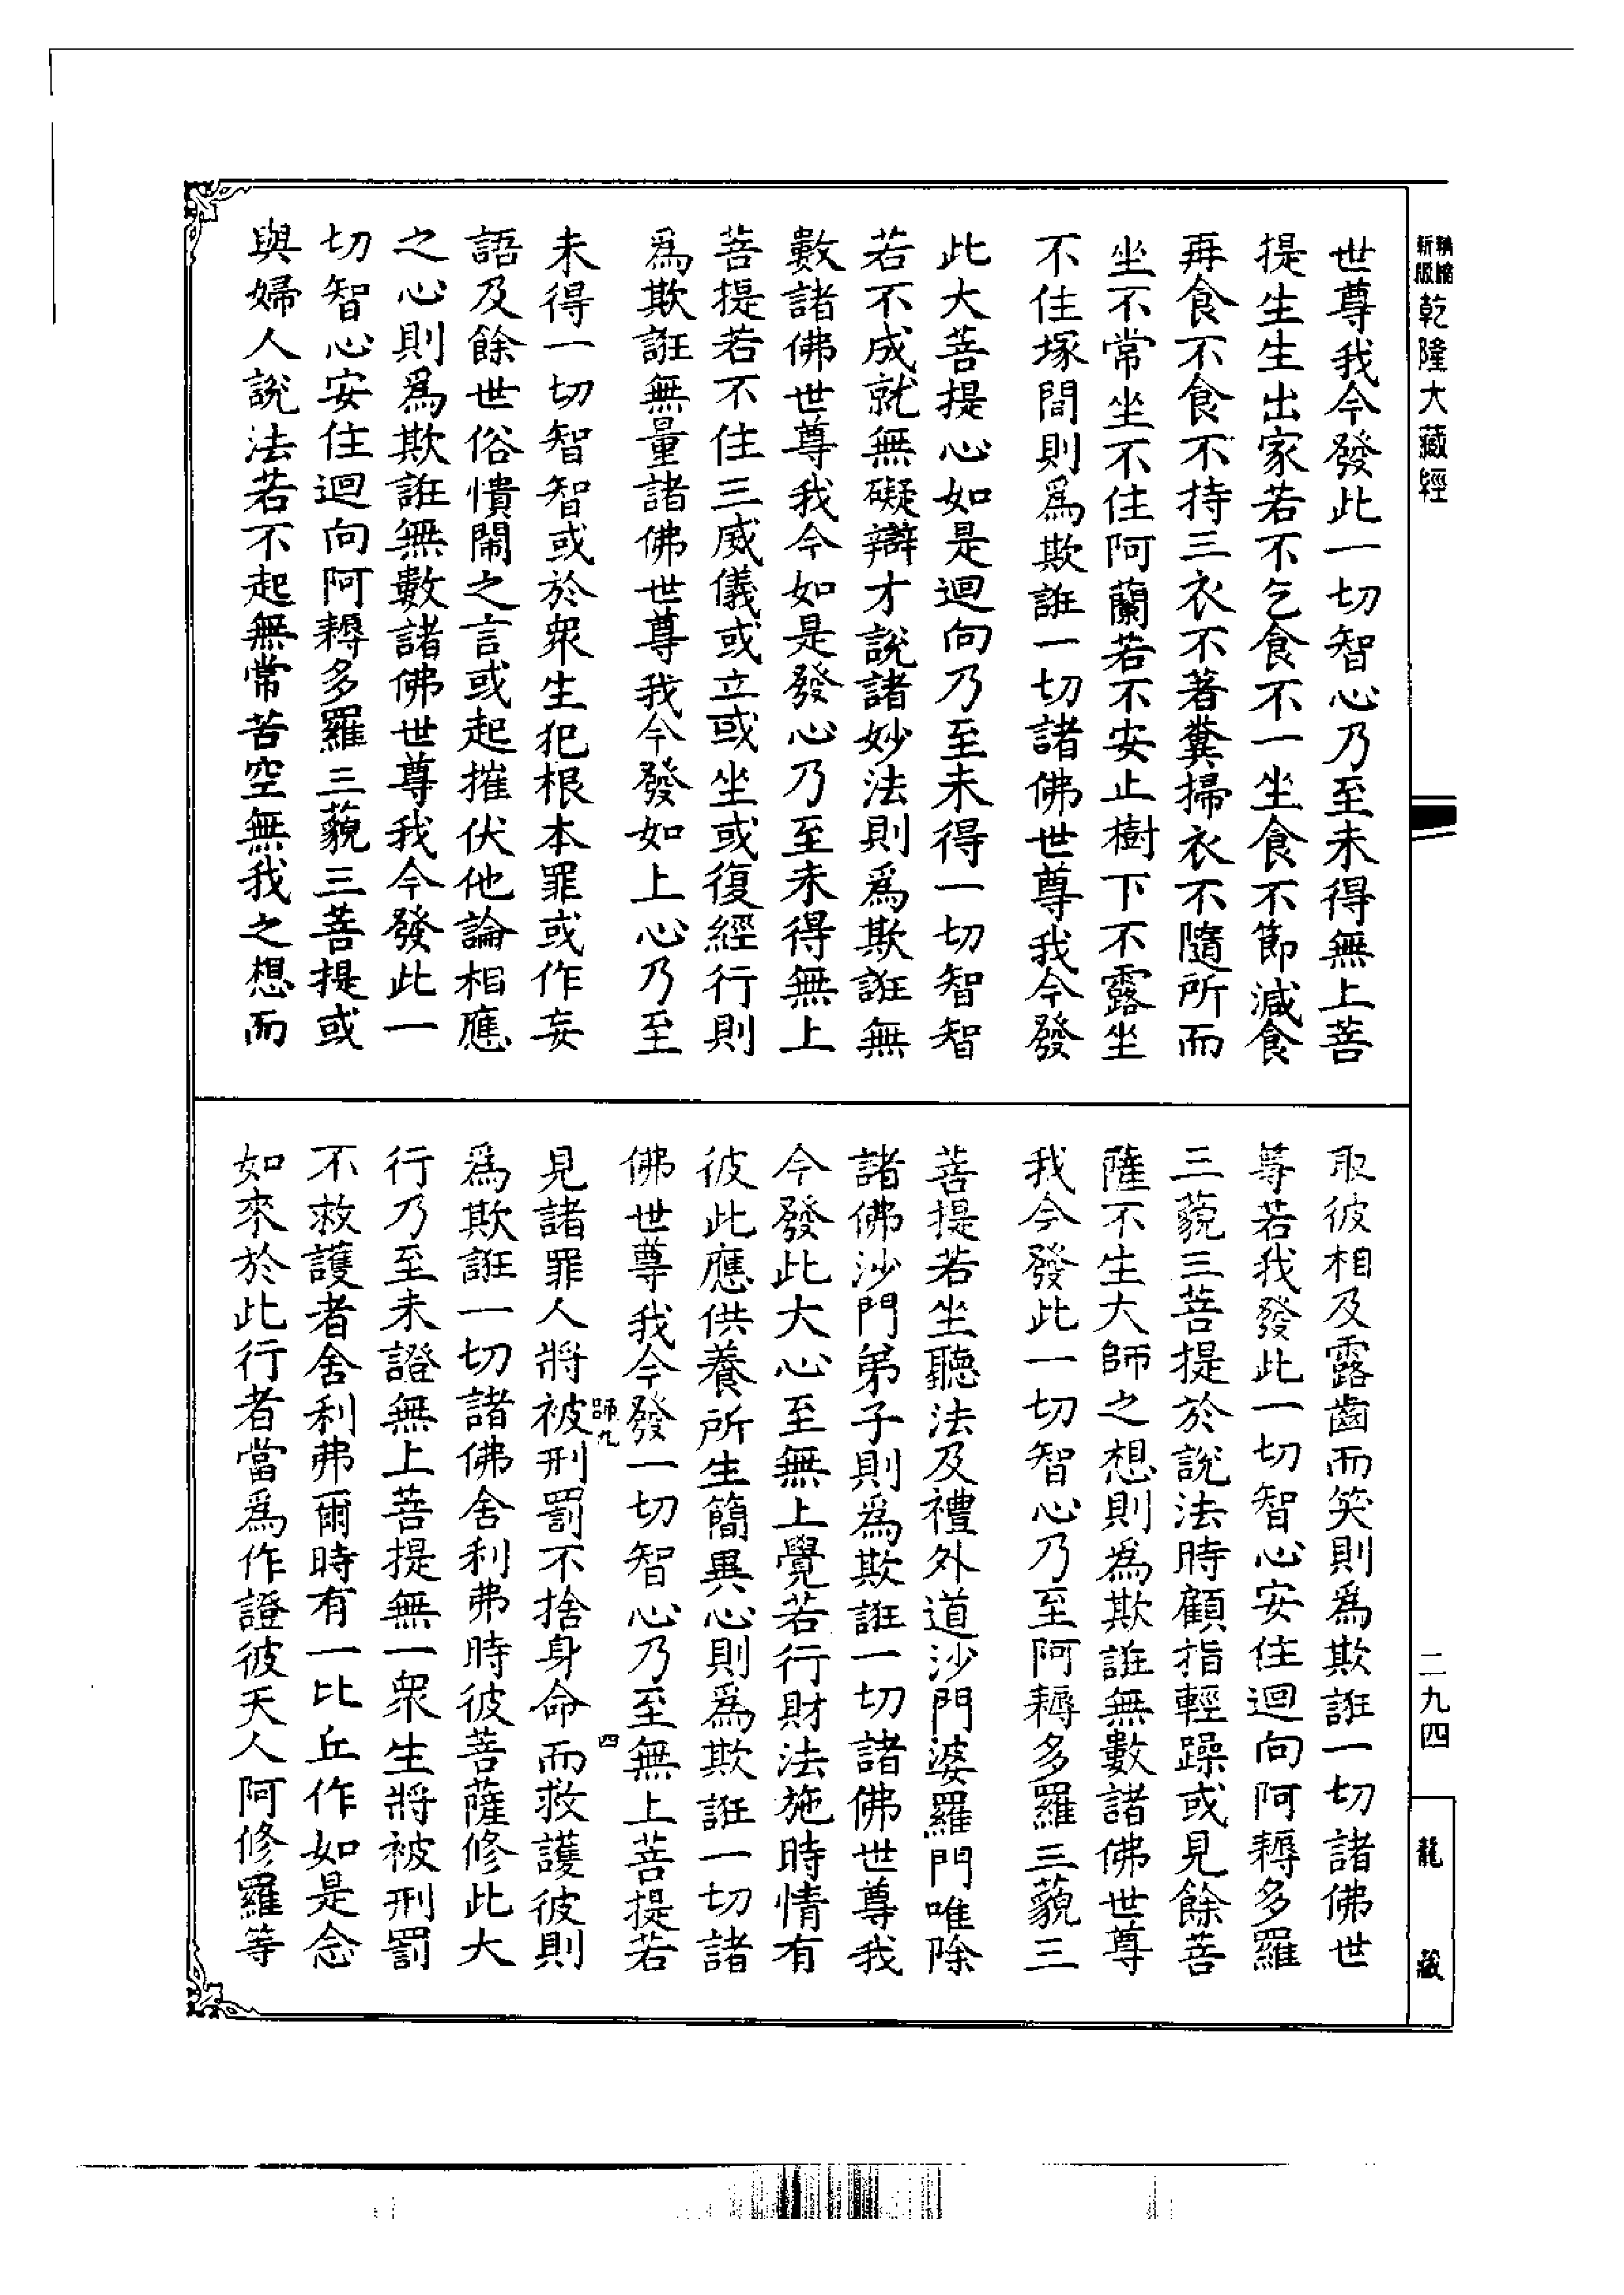 新版精縮乾隆大藏經
世尊我今發此一切智心乃至未得無上菩
提生生出家若不乞食不一坐食不節減食
再食不食不持三衣不著糞掃衣不隨所而
坐不常坐不住阿蘭若不安止樹下不露坐
不住塚間則爲欺誑一切諸佛世尊我今發
此大菩提心如是迴向乃至未得一切智智
若不成就無礙辯才說諸妙法則爲欺誑無
數諸佛世尊我今如是發心乃至未得無上
菩提若不住三威儀或立或坐或復經行則
爲欺誑無量諸佛世尊我今發如上心乃至
未得一切智智或於衆生犯根本罪或作妄
語及餘世俗憒鬧之言或起摧伏他論相應
之心則爲欺誑無數諸佛世尊我今發此一
切智心安住迴向阿耨多羅三藐三菩提或
與婦人說法若不起無常苦空無我之想而
取彼相及露齒而笑則爲欺誑一切諸佛世
尊若我發此一切智心安住迴向阿耨多羅
三藐三菩提於說法時顧指輕躁或見餘菩
薩不生大師之想則爲欺誑無數諸佛世尊
我今發此一切智心乃至阿耨多羅三藐三
菩提若坐聽法及禮外道沙門婆羅門唯除
諸佛沙門弟子則爲欺誑一切諸佛世尊我
今發此大心至無上覺若行財法施時情有
彼此應供養所生簡異心則爲欺誑一切諸
佛世尊我今發一切智心乃至無上菩提若
師九 四
見諸罪人將被刑罰不捨身命而救護彼則
爲欺誑一切諸佛舍利弗時彼菩薩修此大
行乃至未證無上菩提無一衆生將被刑罰
不救護者舍利弗爾時有一比丘作如是念
如來於此行者當爲作證彼天人阿修羅等
二九四
龍藏